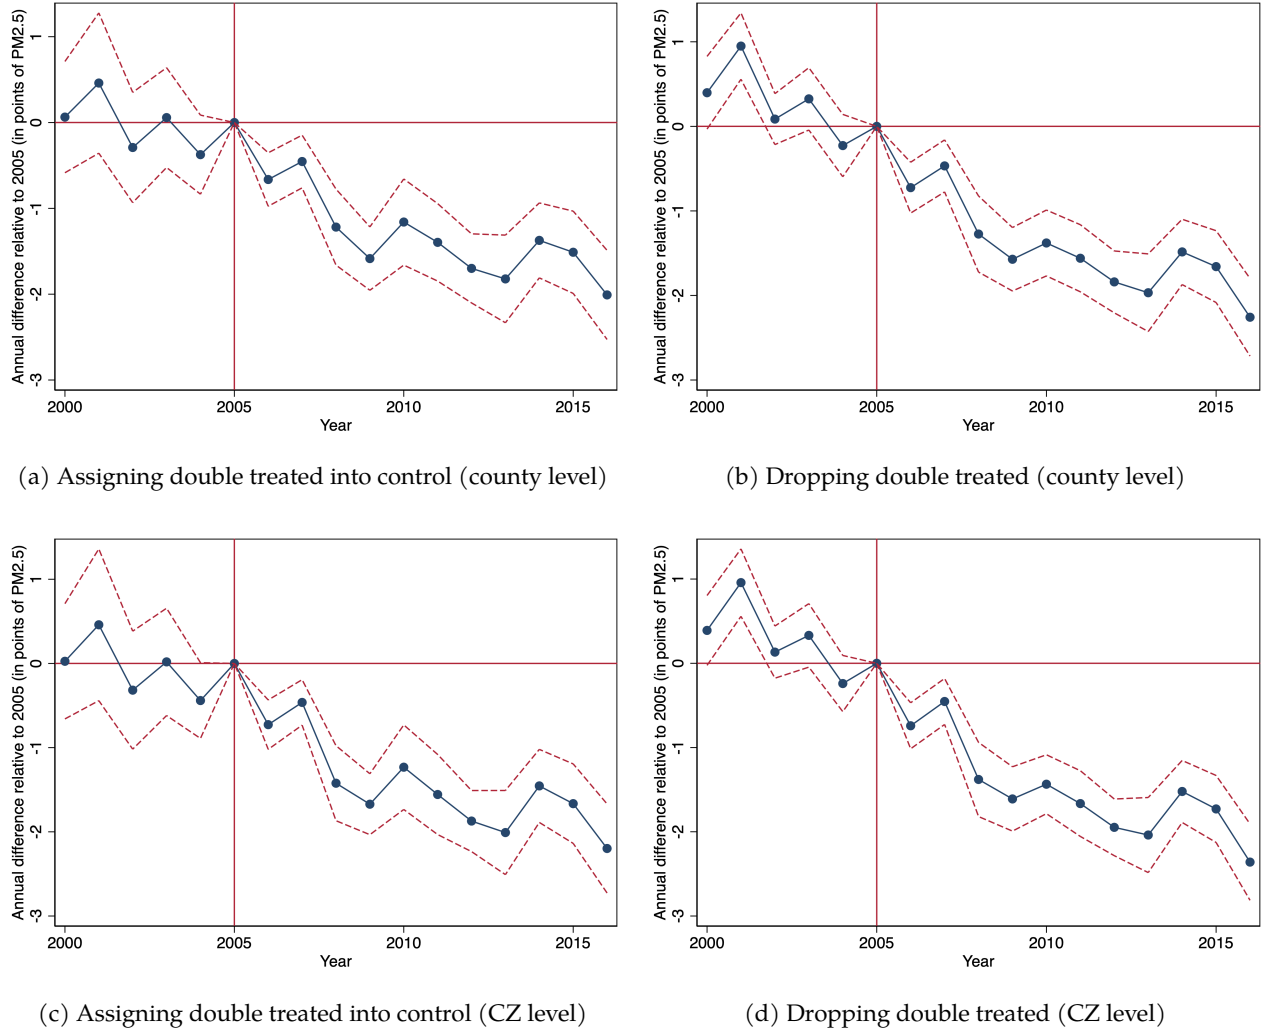 Annual difference relative to 2005 (in points of PM2.5)
1
0
-1
-2
-3
2000 2005 2010 2015
Year
(a) Assigning double treated into control (county level)
Annual difference relative to 2005 (in points of PM2.5)
1
0
-1
-2
-3
2000 2005 2010 2015
Year
(b) Dropping double treated (county level)
Annual difference relative to 2005 (in points of PM2.5)
1
0
-1
-2
-3
2000 2005 2010 2015
Year
(c) Assigning double treated into control (CZ level)
Annual difference relative to 2005 (in points of PM2.5)
1
0
-1
-2
-3
2000 2005 2010 2015
Year
(d) Dropping double treated (CZ level)